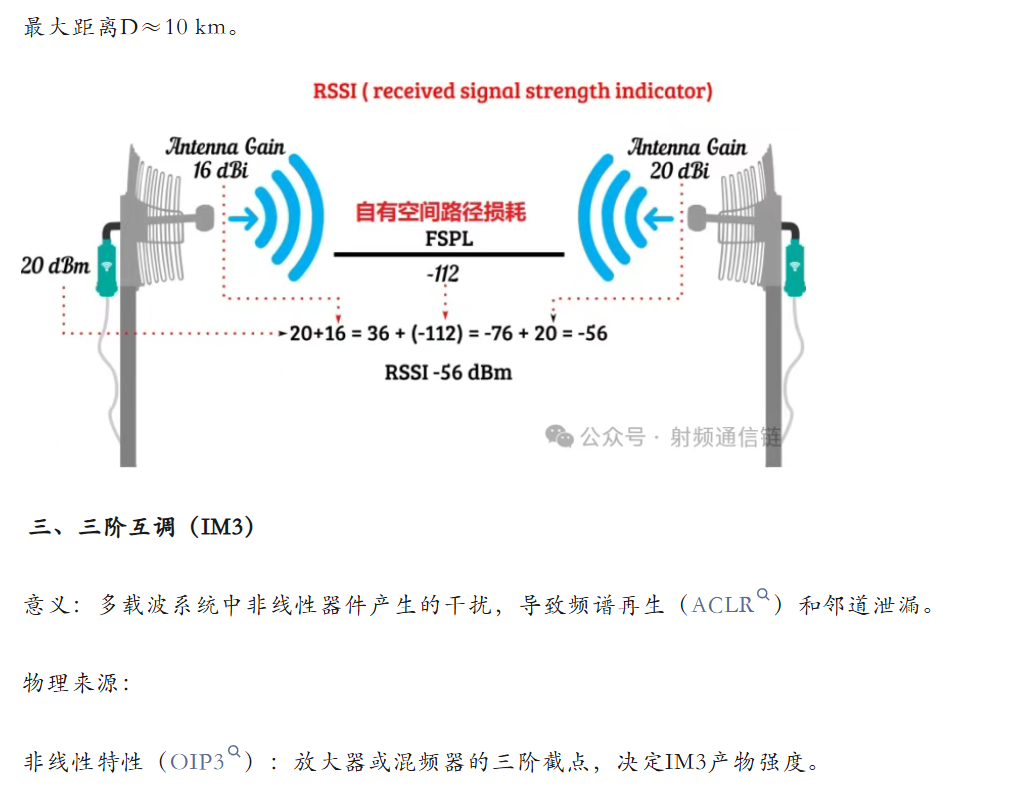 最大距离D≈10 km。
RSSI ( received signal strength indicator)
Antenna Gain
16 dBi
Antenna Gain
20 dBi
自有空间路径损耗
FSPL
-112
20 dBm
20+16 = 36 + (-112) = -76 + 20 = -56
RSSI -56 dBm
公众号 · 射频通信链
三、三阶互调（IM3）
意义：多载波系统中非线性器件产生的干扰，导致频谱再生（ACLR）和邻道泄漏。
物理来源：
非线性特性（OIP3）：放大器或混频器的三阶截点，决定IM3产物强度。